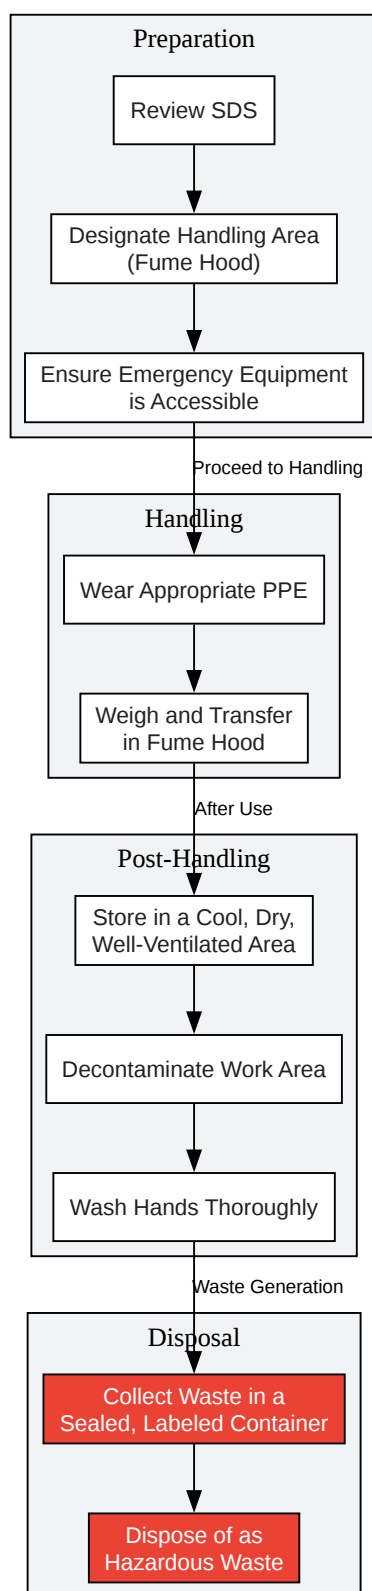 Preparation
Review SDS
Designate Handling Area
(Fume Hood)
Ensure Emergency Equipment
is Accessible
Proceed to Handling
Handling
Wear Appropriate PPE
Weigh and Transfer
in Fume Hood
After Use
Post-Handling
Store in a Cool, Dry,
Well-Ventilated Area
Decontaminate Work Area
Wash Hands Thoroughly
Waste Generation
Disposal
Collect Waste in a
Sealed, Labeled Container
Dispose of as
Hazardous Waste